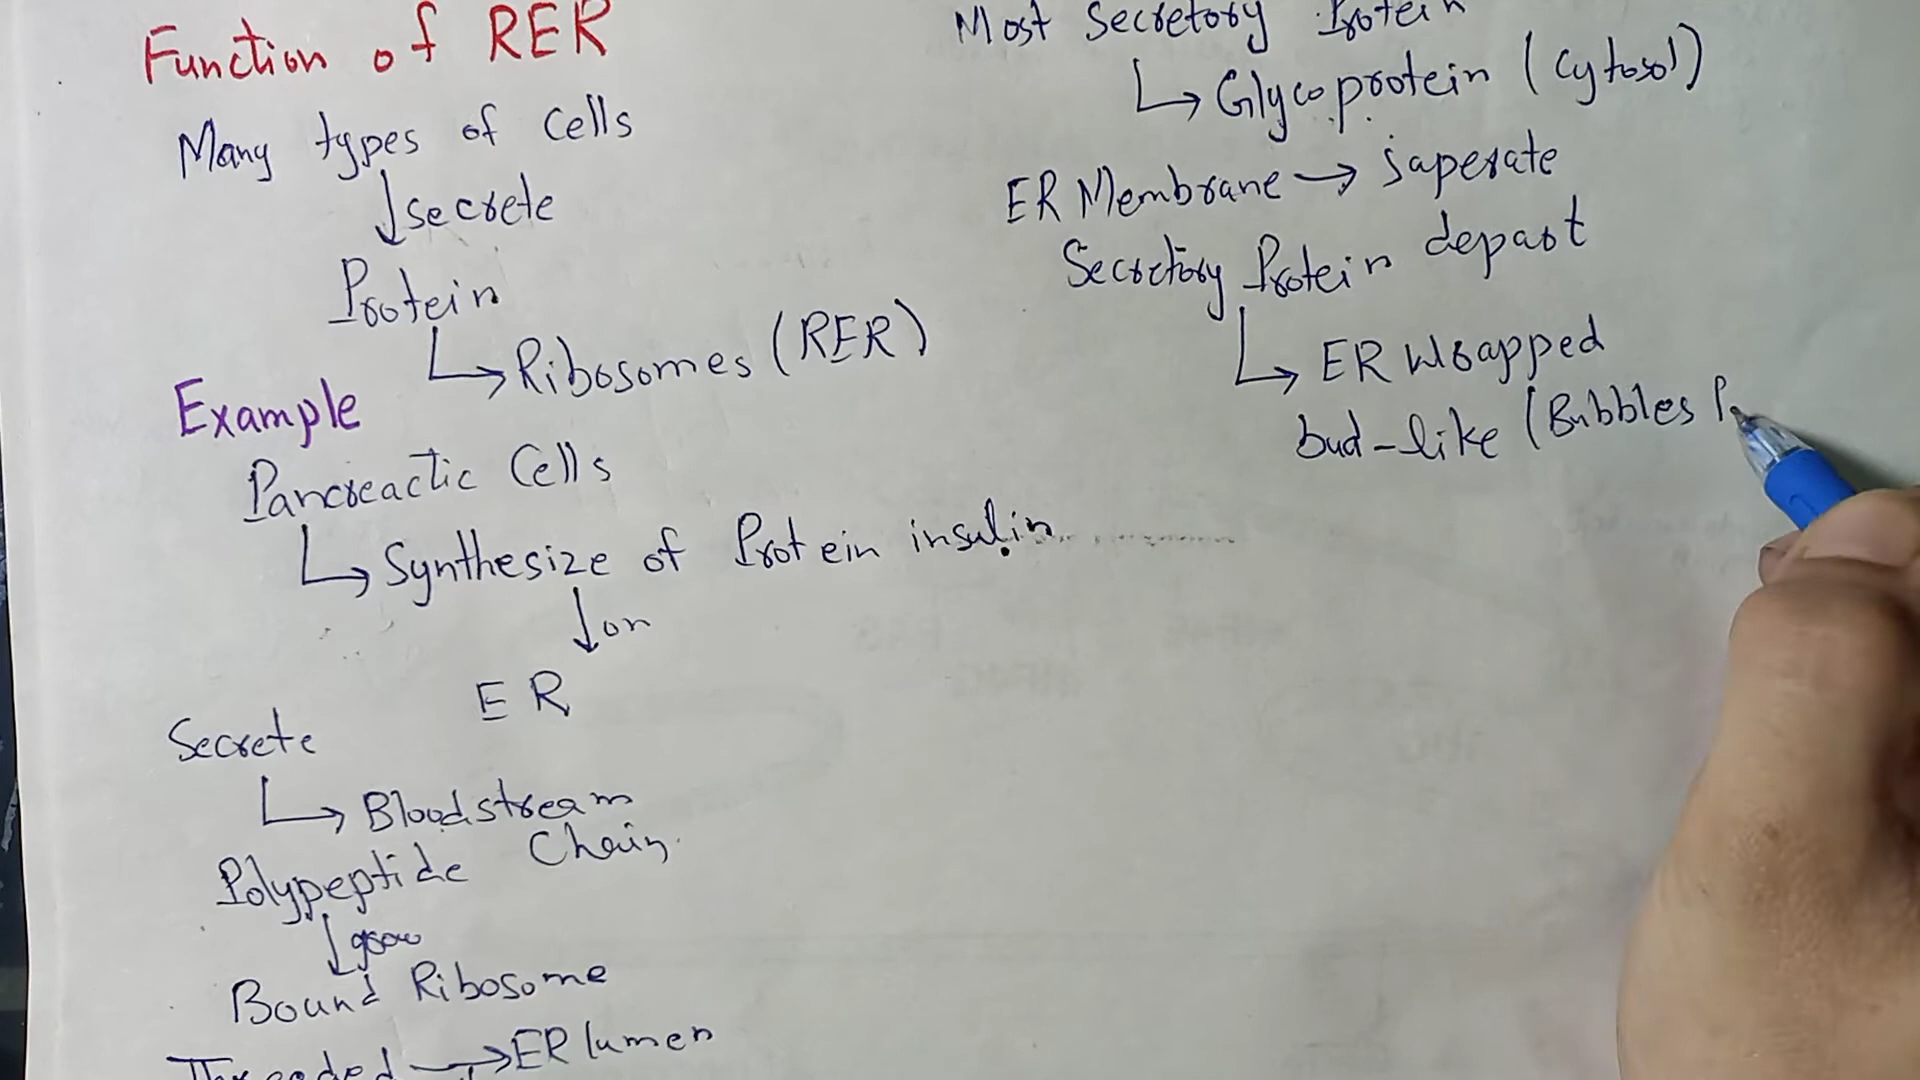 Function of RER
Many types of cells
↓ secrete
Protein
↳ Ribosomes (RER)
Example
Pancreactic Cells
↳ Synthesize of Protein insulin
↓ on
ER
Secrete
↳ Bloodstream
Polypeptide Chain
↓ grow
Bound Ribosome
Threaded → ER lumen
Most Secretory Protein
↳ Glycoprotein (Cytosol)
ER Membrane → saperate
Secretory Protein depart
↳ ER wrapped
bud-like (Bubbles